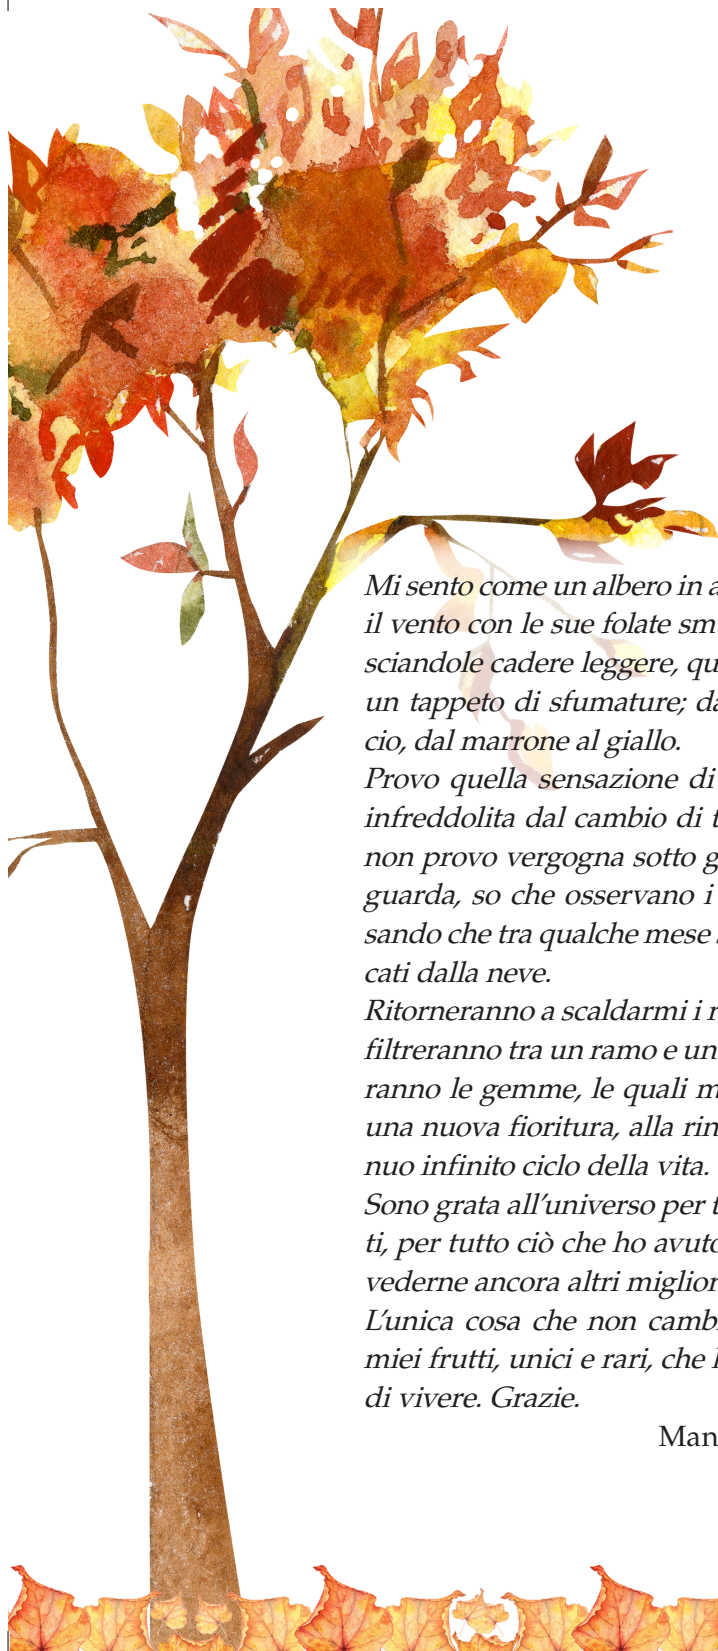 Mi sento come un albero in a
il vento con le sue folate sm
sciandole cadere leggere, qu
un tappeto di sfumature; da
cio, dal marrone al giallo.
Provo quella sensazione di
infreddolita dal cambio di t
non provo vergogna sotto g
guarda, so che osservano i
sando che tra qualche mese
cati dalla neve.
Ritorneranno a scaldarmi i r
filtreranno tra un ramo e un
ranno le gemme, le quali m
una nuova fioritura, alla rin
nuo infinito ciclo della vita.
Sono grata all’universo per t
ti, per tutto ciò che ho avuto
vederne ancora altri miglior
L’unica cosa che non camb
miei frutti, unici e rari, che
di vivere. Grazie.
Man